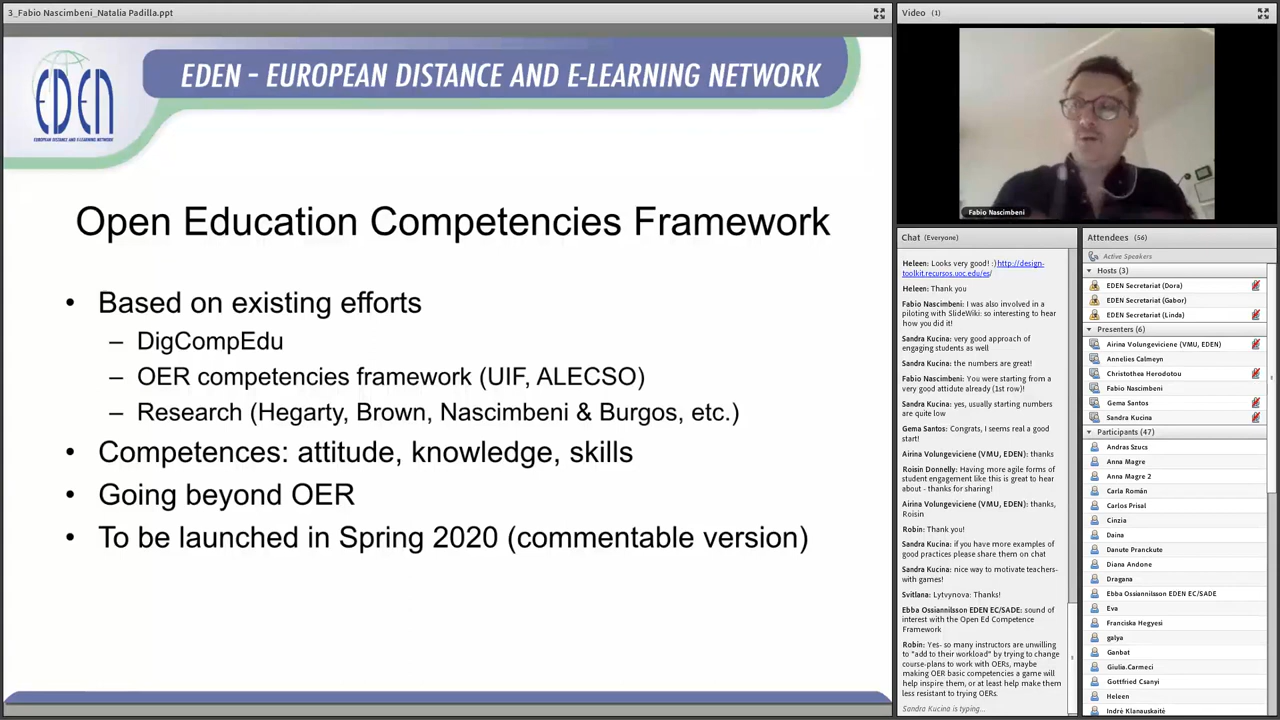 3_Fabio Nascimbeni_Natalia Padilla.ppt
EDEN
EUROPEAN DISTANCE AND E-LEARNING NETWORK
EDEN - EUROPEAN DISTANCE AND E-LEARNING NETWORK
Open Education Competencies Framework
• Based on existing efforts
– DigCompEdu
– OER competencies framework (UIF, ALECSO)
– Research (Hegarty, Brown, Nascimbeni & Burgos, etc.)
• Competences: attitude, knowledge, skills
• Going beyond OER
• To be launched in Spring 2020 (commentable version)
Video (1)
Fabio Nascimbeni
Chat (Everyone)
Heleen: Looks very good! :)http://design-
toolkit.recursos.uoc.edu/es/
Heleen: Thank you
Fabio Nascimbeni: I was also involved in a
piloting with SlideWiki: so interesting to hear
how you did it!
Sandra Kucina: very good approach of
engaging students as well
Sandra Kucina: the numbers are great!
Fabio Nascimbeni: You were starting from a
very good attidute already (1st row)!
Sandra Kucina: yes, usually starting numbers
are quite low
Gema Santos: Congrats, I seems real a good
start!
Airina Volungeviciene (VMU, EDEN): thanks
Roisin Donnelly: Having more agile forms of
student engagement like this is great to hear
about - thanks for sharing!
Airina Volungeviciene (VMU, EDEN): thanks,
Roisin
Robin: Thank you!
Sandra Kucina: if you have more examples of
good practices please share them on chat
Sandra Kucina: nice way to motivate teachers-
with games!
Svitlana: Lytvynova: Thanks!
Ebba Ossiannilsson EDEN EC/SADE: sound of
interest with the Open Ed Competence
Framework
Robin: Yes- so many instructors are unwilling
to "add to their workload" by trying to change
course-plans to work with OERs, maybe
making OER basic competencies a game will
help inspire them, or at least help make them
less resistant to trying OERs.
Sandra Kucina is typing...
Attendees (56)
Active Speakers
Hosts (3)
EDEN Secretariat (Dora)
EDEN Secretariat (Gabor)
EDEN Secretariat (Linda)
Presenters (6)
Airina Volungeviciene (VMU, EDEN)
Annelies Calmeyn
Christothea Herodotou
Fabio Nascimbeni
Gema Santos
Sandra Kucina
Participants (47)
Andras Szucs
Anna Magre
Anna Magre 2
Carla Román
Carlos Prisal
Cinzia
Daina
Danute Pranckute
Diana Andone
Dragana
Ebba Ossiannilsson EDEN EC/SADE
Eva
Franciska Hegyesi
galya
Ganbat
Giulia.Carmeci
Gottfried Csanyi
Heleen
Indrė Klanauskaitė